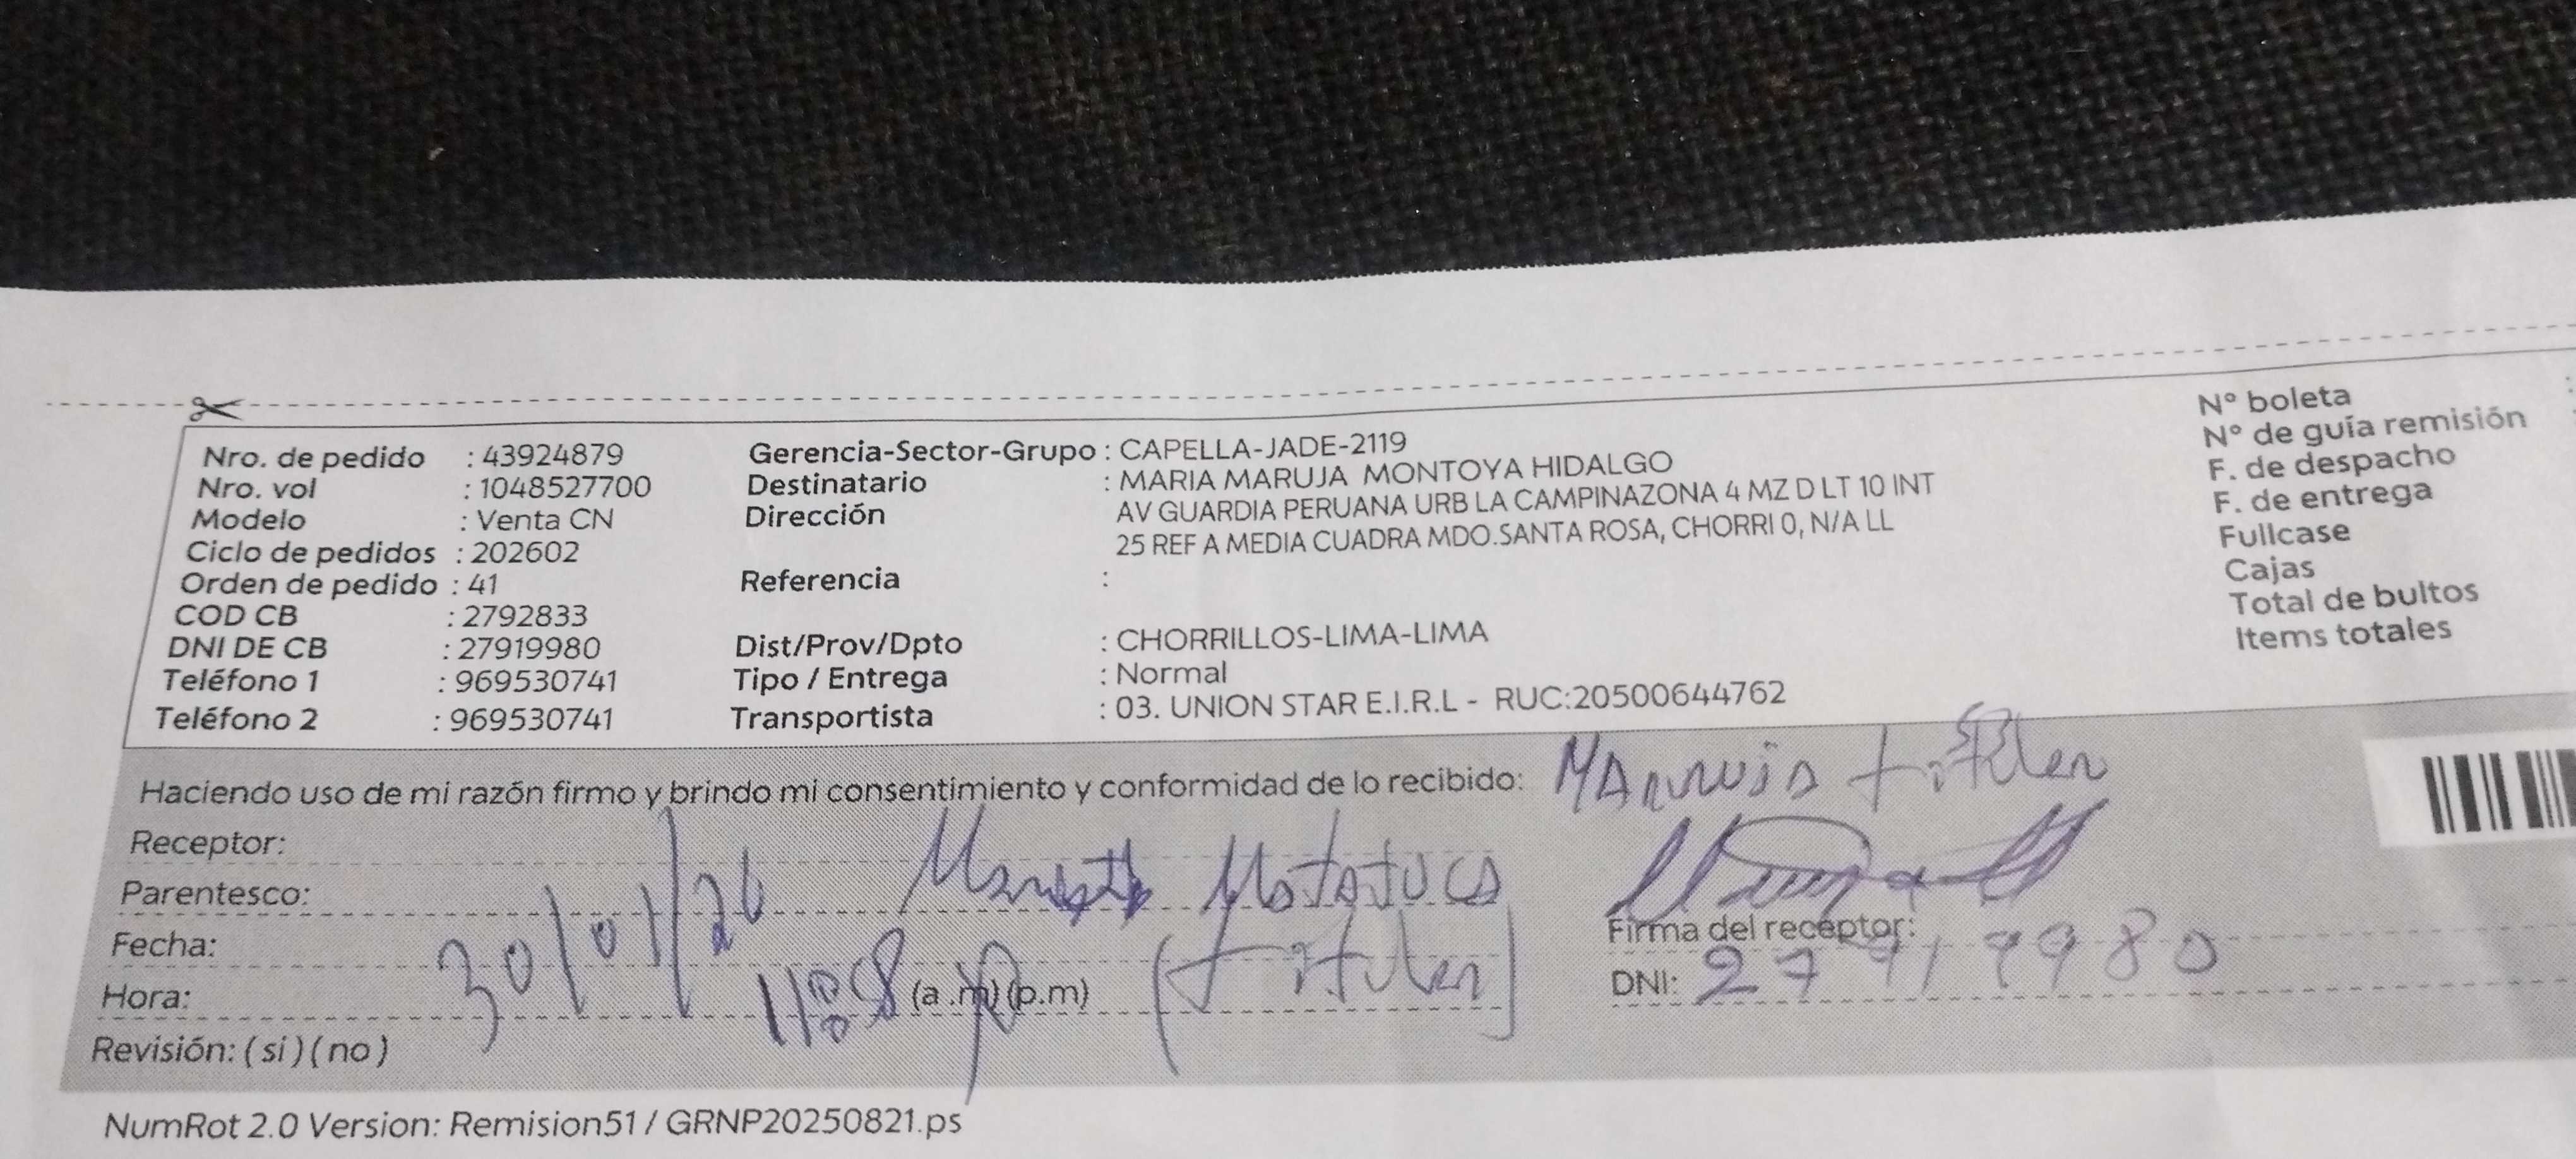 Nro. de pedido : 43924879
Nro. vol : 1048527700
Modelo : Venta CN
Ciclo de pedidos : 202602
Orden de pedido : 41
COD CB : 2792833
DNI DE CB : 27919980
Teléfono 1 : 969530741
Teléfono 2 : 969530741
Gerencia-Sector-Grupo : CAPELLA-JADE-2119
Destinatario : MARIA MARUJA MONTOYA HIDALGO
Dirección AV GUARDIA PERUANA URB LA CAMPINAZONA 4 MZ D LT 10 INT
25 REF A MEDIA CUADRA MDO.SANTA ROSA, CHORRI 0, N/A LL
Referencia :
Dist/Prov/Dpto : CHORRILLOS-LIMA-LIMA
Tipo / Entrega : Normal
Transportista : 03. UNION STAR E.I.R.L - RUC:20500644762
N° boleta :
N° de guía remisión
F. de despacho
F. de entrega
Fullcase
Cajas
Total de bultos
Items totales
Haciendo uso de mi razón firmo y brindo mi consentimiento y conformidad de lo recibido:
Receptor:
Parentesco:
Fecha: 30/01/26
Hora: (a.m) (p.m) (titular)
Revisión: (si) (no)
Firma del receptor:
DNI: 27919980
NumRot 2.0 Version: Remision51 / GRNP20250821.ps